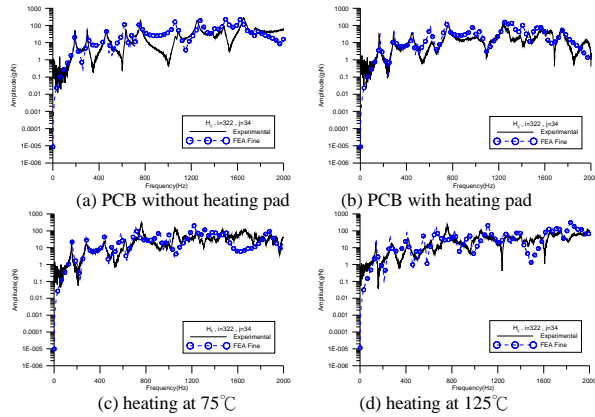 1000
100
10
1
0.1
0.01
0.001
0.0001
1E-005
1E-006
Amplitude(g/N)
H , i=322 , j=34
Experimental
FEA Fine
0 400 800 1200 1600 2000
Frequency(Hz)
(a) PCB without heating pad
1000
100
10
1
0.1
0.01
0.001
0.0001
1E-005
1E-006
Amplitude(g/N)
H , i=322 , j=34
Experimental
FEA Fine
0 400 800 1200 1600 2000
Frequency(Hz)
(b) PCB with heating pad
1000
100
10
1
0.1
0.01
0.001
0.0001
1E-005
1E-006
Amplitude(g/N)
H , i=322 , j=34
Experimental
FEA Fine
0 400 800 1200 1600 2000
Frequency(Hz)
(c) heating at 75℃
1000
100
10
1
0.1
0.01
0.001
0.0001
1E-005
1E-006
Amplitude(g/N)
H , i=322 , j=34
Experimental
FEA Fine
0 400 800 1200 1600 2000
Frequency(Hz)
(d) heating at 125℃